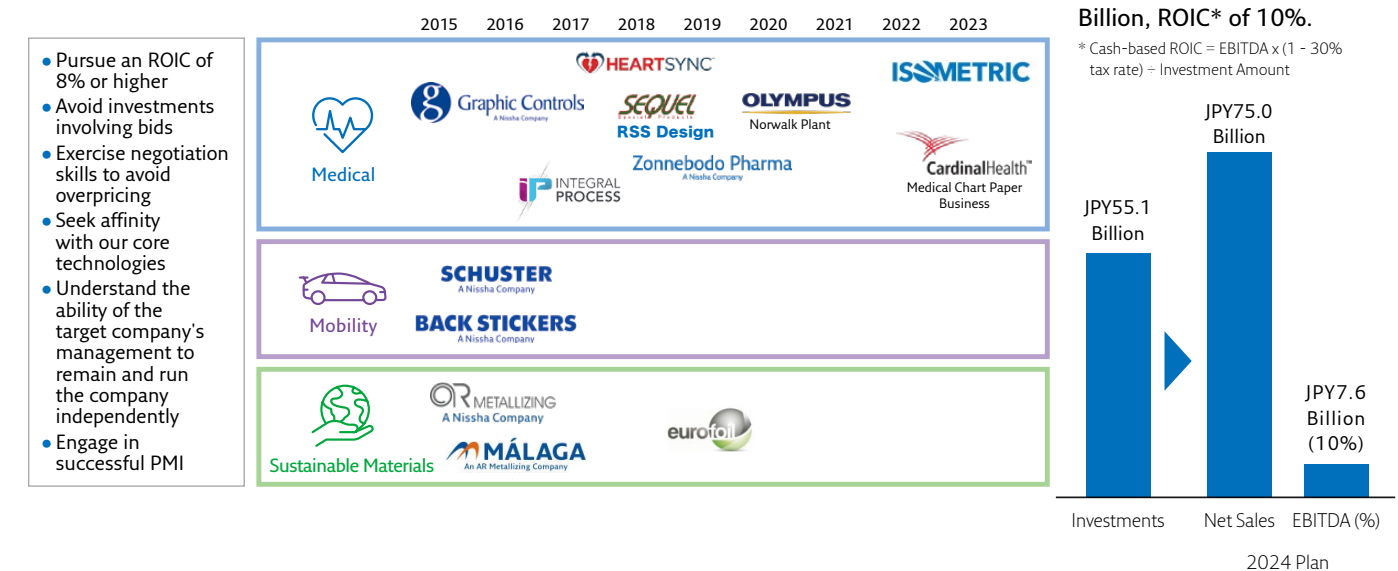 2015 2016 2017 2018 2019 2020 2021 2022 2023
• Pursue an ROIC of
8% or higher
• Avoid investments
involving bids
• Exercise negotiation
skills to avoid
overpricing
• Seek affinity
with our core
technologies
• Understand the
ability of the
target company's
management to
remain and run
the company
independently
• Engage in
successful PMI
Medical
HEARTSYNC
g Graphic Controls
A Nissha Company
SEQUEL
Special Products
RSS Design
OLYMPUS
Norwalk Plant
ISOMETRIC
iP INTEGRAL
PROCESS
Zonnebodo Pharma
A Nissha Company
CardinalHealth™
Medical Chart Paper
Business
Mobility
SCHUSTER
A Nissha Company
BACK STICKERS
A Nissha Company
Sustainable Materials
AR METALLIZING
A Nissha Company
MÁLAGA
An AR Metallizing Company
eurofoil
Billion, ROIC* of 10%.
* Cash-based ROIC = EBITDA x (1 - 30%
tax rate) ÷ Investment Amount
JPY55.1
Billion
JPY75.0
Billion
JPY7.6
Billion
(10%)
Investments
Net Sales
EBITDA (%)
2024 Plan